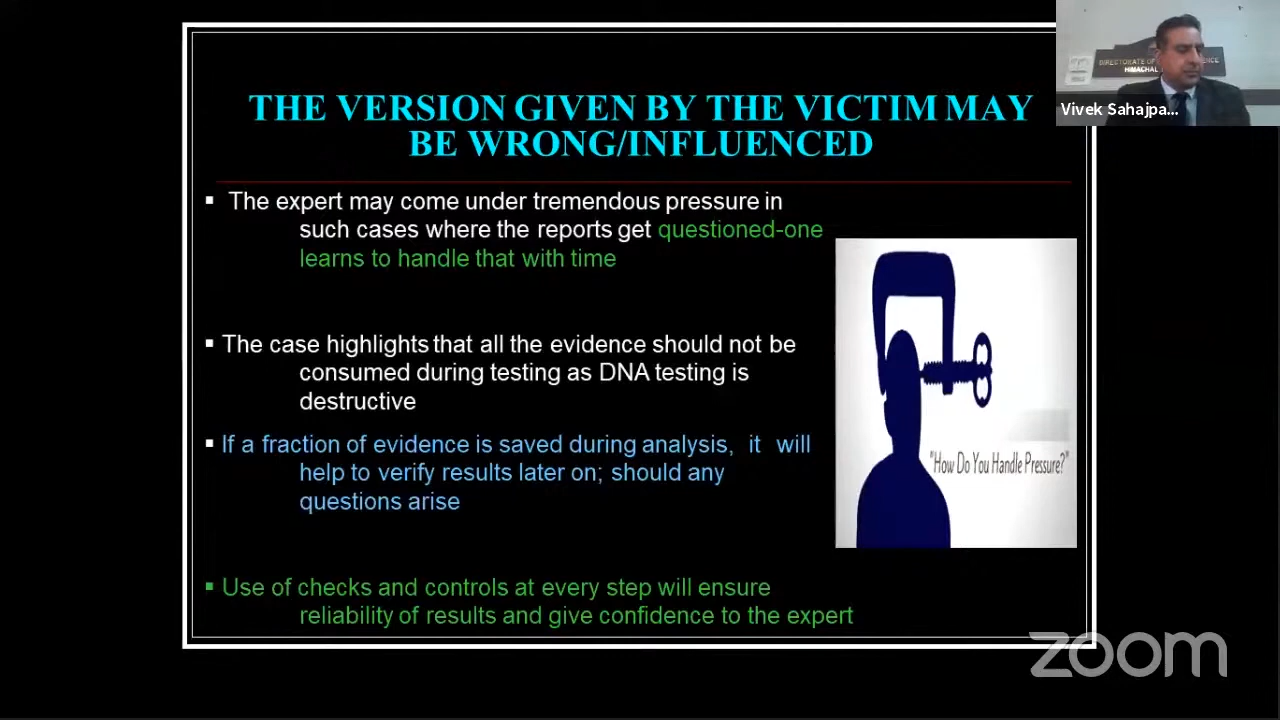 THE VERSION GIVEN BY THE VICTIM MAY
BE WRONG/INFLUENCED
▪ The expert may come under tremendous pressure in
such cases where the reports get questioned-one
learns to handle that with time
▪ The case highlights that all the evidence should not be
consumed during testing as DNA testing is
destructive
▪ If a fraction of evidence is saved during analysis, it will
help to verify results later on; should any
questions arise
▪ Use of checks and controls at every step will ensure
reliability of results and give confidence to the expert
"How Do You Handle Pressure?"
DIRECTORATE OF
HIMACHAL
Vivek Sahajpa...
zoom